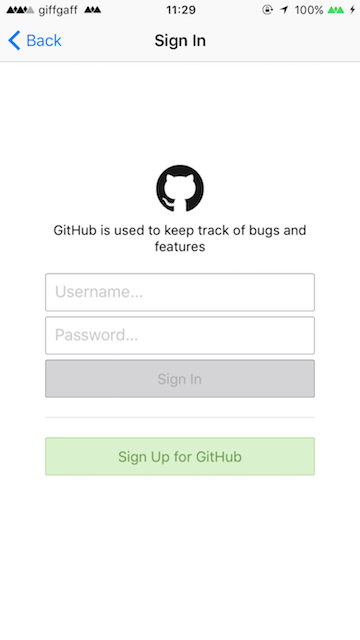 giffgaff 11:29 100%
Back Sign In
GitHub is used to keep track of bugs and
features
Username...
Password...
Sign In
Sign Up for GitHub